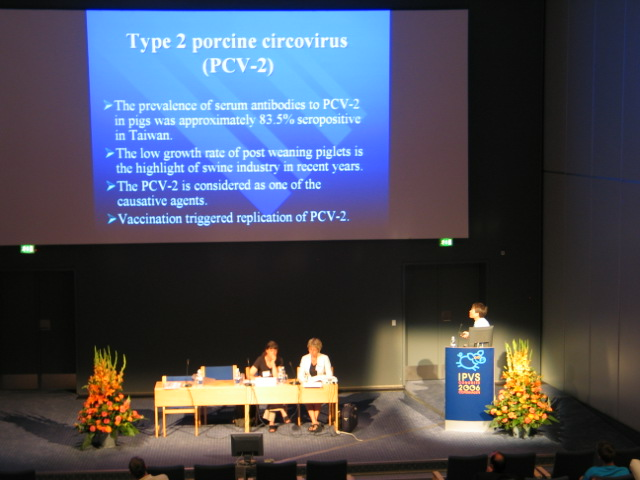 Type 2 porcine circovirus
(PCV-2)
The prevalence of serum antibodies to PCV-2
in pigs was approximately 83.5% seropositive
in Taiwan.
The low growth rate of post weaning piglets is
the highlight of swine industry in recent years.
The PCV-2 is considered as one of the
causative agents.
Vaccination triggered replication of PCV-2.
IPVS
CONGRESS
2006